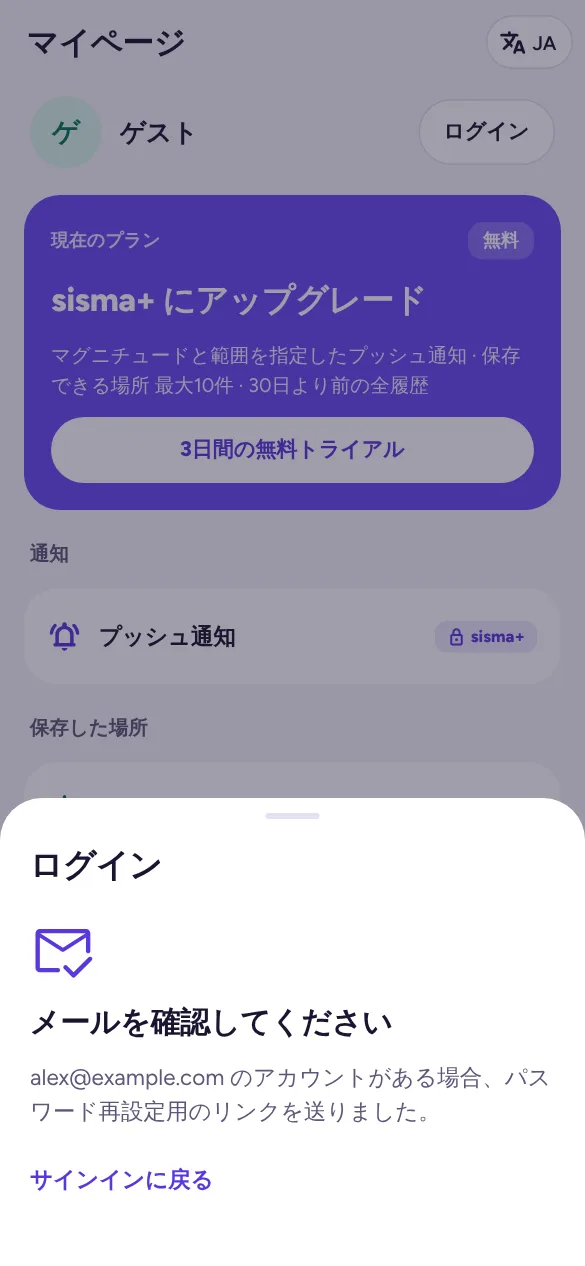 マイページ
JA
ゲ
ゲスト
ログイン
現在のプラン
無料
sisma+ にアップグレード
マグニチュードと範囲を指定したプッシュ通知 · 保存
できる場所 最大10件 · 30日より前の全履歴
3日間の無料トライアル
通知
プッシュ通知
sisma+
保存した場所
ログイン
メールを確認してください
alex@example.com のアカウントがある場合、パス
ワード再設定用のリンクを送りました。
サインインに戻る